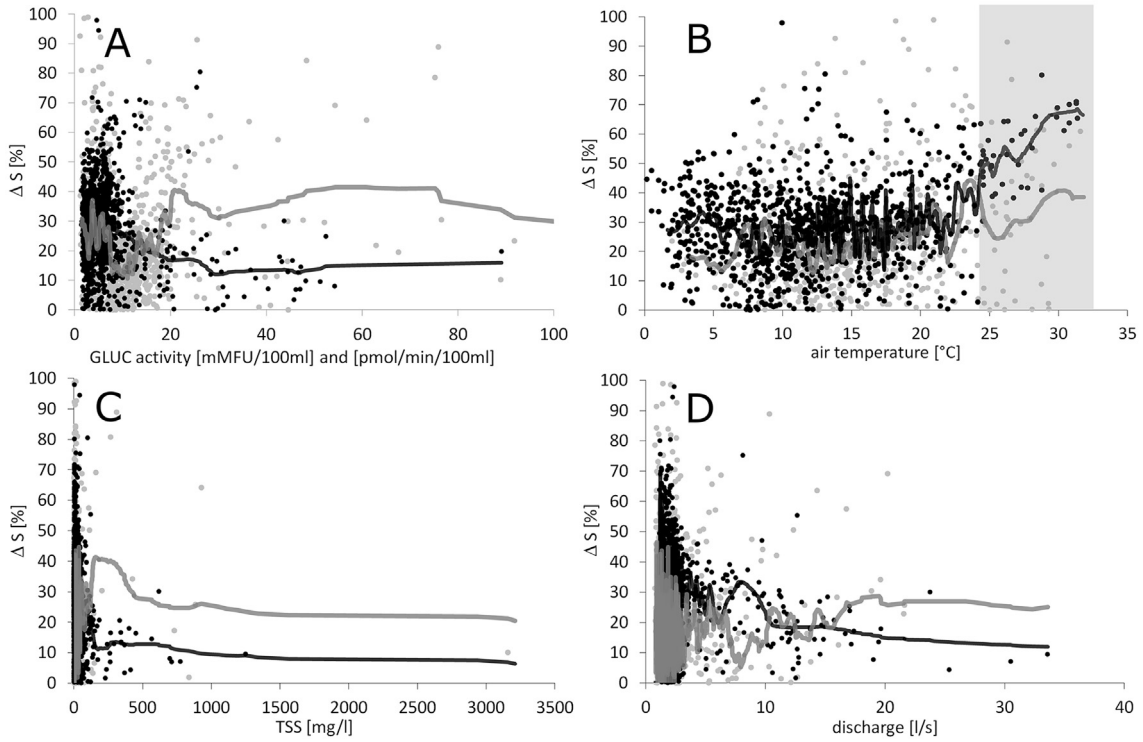 A
Δ S [%]
100
90
80
70
60
50
40
30
20
10
0
0 20 40 60 80 100
GLUC activity [mMFU/100ml] and [pmol/min/100ml]
B
Δ S [%]
100
90
80
70
60
50
40
30
20
10
0
0 5 10 15 20 25 30 35
air temperature [°C]
C
Δ S [%]
100
90
80
70
60
50
40
30
20
10
0
0 500 1000 1500 2000 2500 3000 3500
TSS [mg/l]
D
Δ S [%]
100
90
80
70
60
50
40
30
20
10
0
0 10 20 30 40
discharge [l/s]